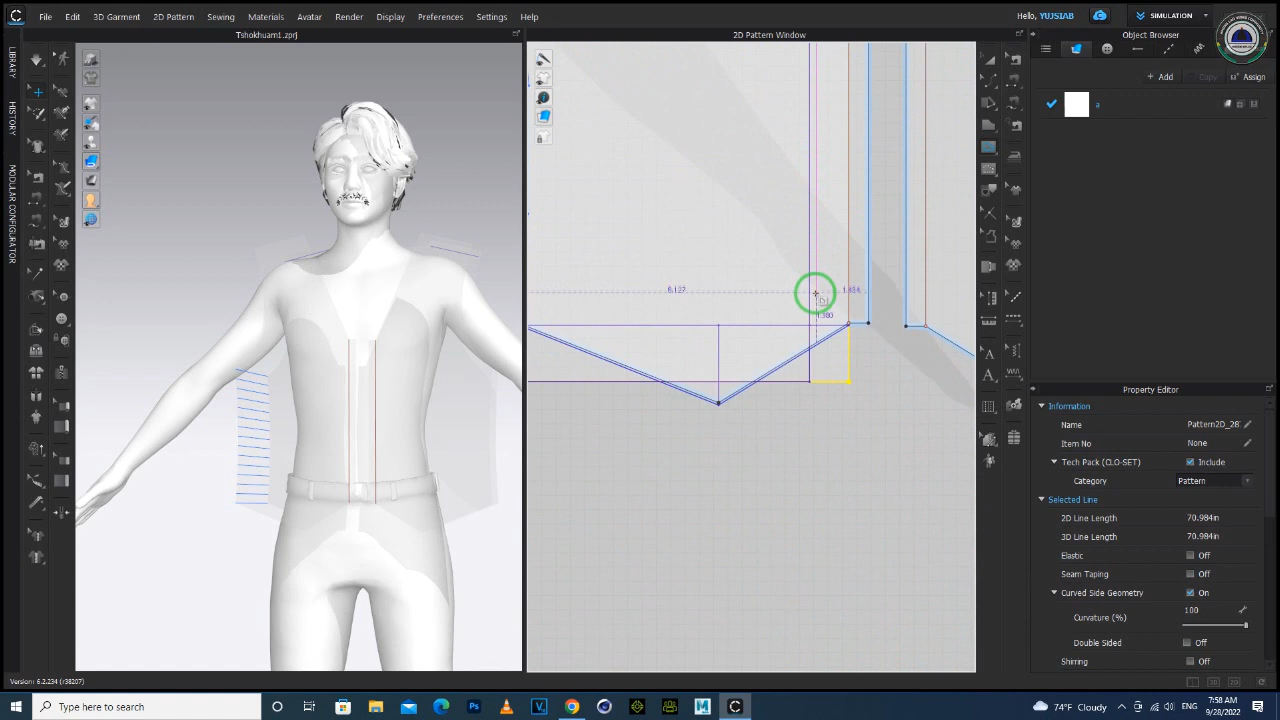 File Edit 3D Garment 2D Pattern Sewing Materials Avatar Render Display Preferences Settings Help
Hello, YUJSIAB
SIMULATION
Tshokhuam1.zprj
2D Pattern Window
Object Browser
LIBRARY
HISTORY
MODULAR CONFIGURATOR
+ Add
Copy
Assign
a
6.127
1.380
Property Editor
Information
Name Pattern2D_28
Item No None
Tech Pack (CLO-SET) Include
Category Pattern
Selected Line
2D Line Length 70.984in
3D Line Length 70.984in
Elastic Off
Seam Taping Off
Curved Side Geometry On
Curvature (%) 100
Double Sided Off
Shirring Off
Version: 6.2.234 (r38207)
3D
2D
Type here to search
74°F Cloudy
7:58 AM
9/28/2022